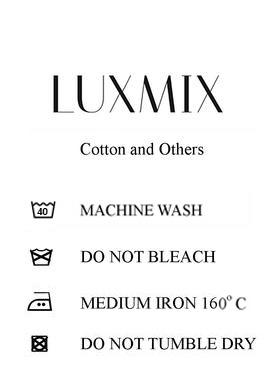 LUXMIX
Cotton and Others
40 MACHINE WASH
DO NOT BLEACH
MEDIUM IRON 160° C
DO NOT TUMBLE DRY